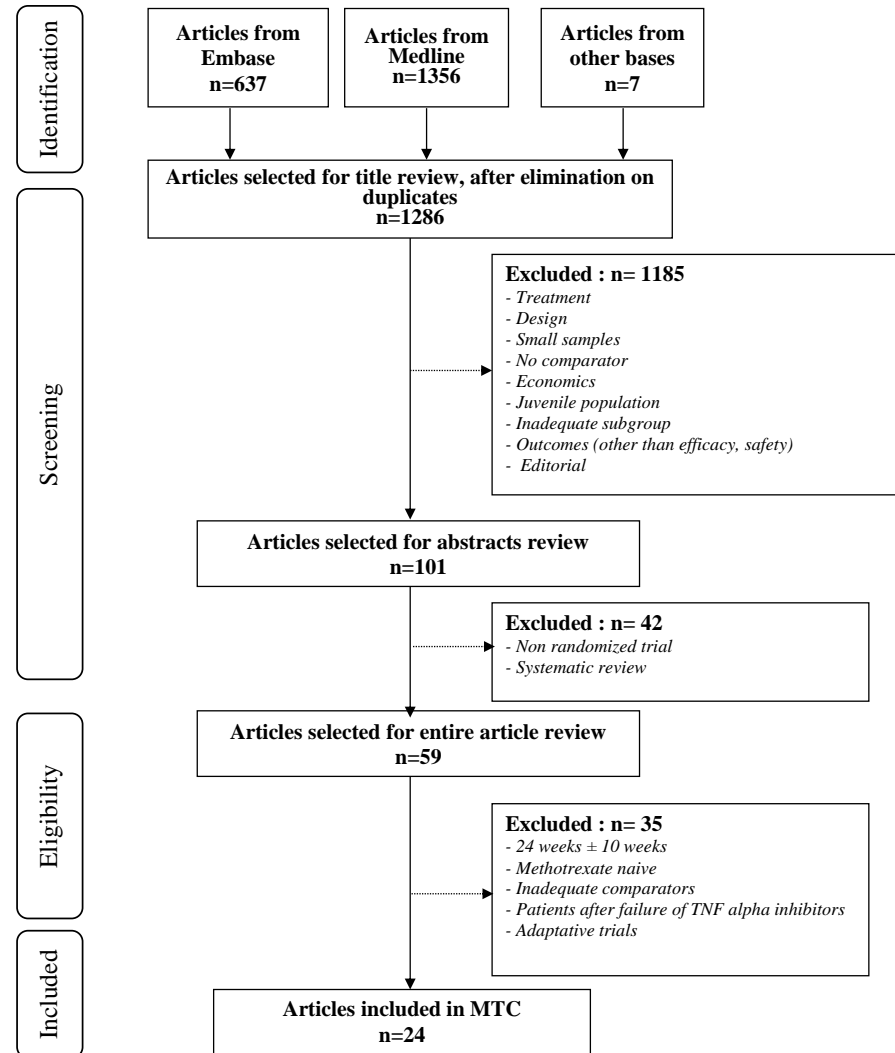 Identification
Articles from
Embase
n=637
Articles from
Medline
n=1356
Articles from
other bases
n=7
Articles selected for title review, after elimination on
duplicates
n=1286
Screening
Excluded : n= 1185
- Treatment
- Design
- Small samples
- No comparator
- Economics
- Juvenile population
- Inadequate subgroup
- Outcomes (other than efficacy, safety)
- Editorial
Articles selected for abstracts review
n=101
Excluded : n= 42
- Non randomized trial
- Systematic review
Eligibility
Articles selected for entire article review
n=59
Excluded : n= 35
- 24 weeks ± 10 weeks
- Methotrexate naive
- Inadequate comparators
- Patients after failure of TNF alpha inhibitors
- Adaptative trials
Included
Articles included in MTC
n=24